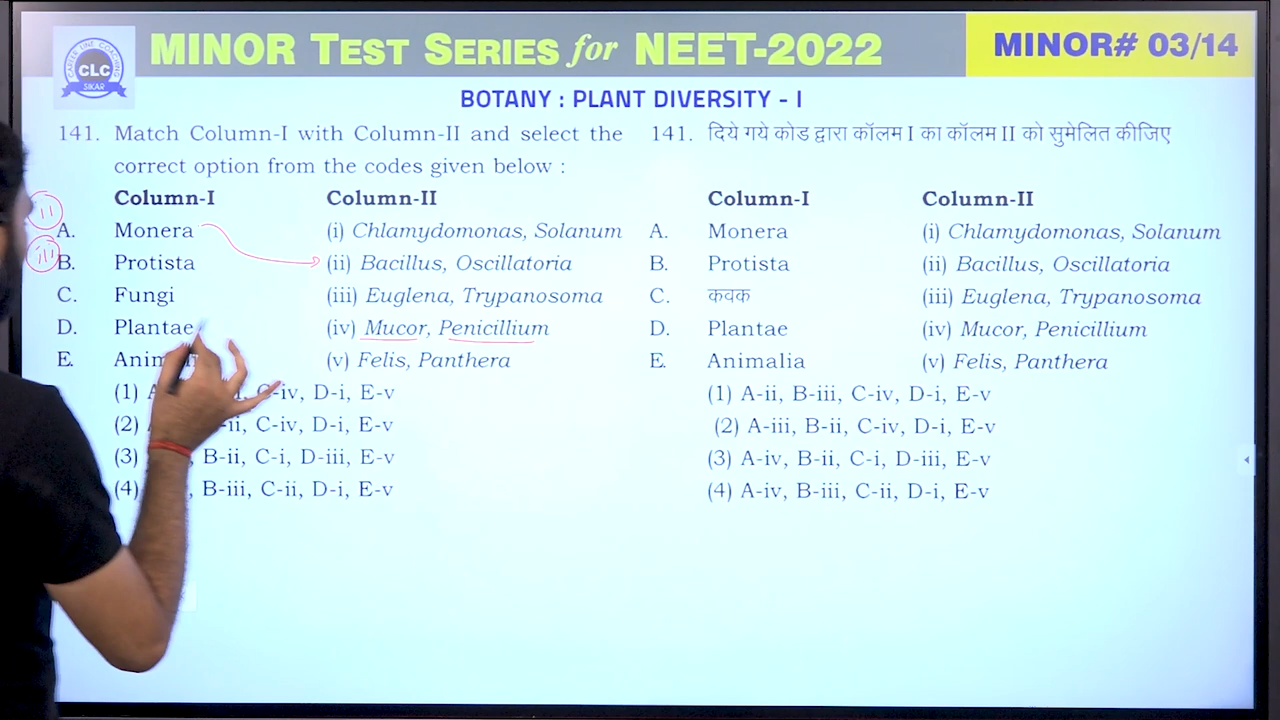 MINOR TEST SERIES for NEET-2022
MINOR# 03/14
CAREER LINE COACHING
CLC
SIKAR
BOTANY : PLANT DIVERSITY - I
141. Match Column-I with Column-II and select the
correct option from the codes given below :
Column-I Column-II
A. Monera (i) Chlamydomonas, Solanum
B. Protista (ii) Bacillus, Oscillatoria
C. Fungi (iii) Euglena, Trypanosoma
D. Plantae (iv) Mucor, Penicillium
E. (v) Felis, Panthera
(1) C-iv, D-i, E-v
(2) C-iv, D-i, E-v
(3) B-ii, C-i, D-iii, E-v
(4) B-iii, C-ii, D-i, E-v
ii
iii
141. दिये गये कोड द्वारा कॉलम I का कॉलम II को सुमेलित कीजिए
Column-I Column-II
A. Monera (i) Chlamydomonas, Solanum
B. Protista (ii) Bacillus, Oscillatoria
C. कवक (iii) Euglena, Trypanosoma
D. Plantae (iv) Mucor, Penicillium
E. Animalia (v) Felis, Panthera
(1) A-ii, B-iii, C-iv, D-i, E-v
(2) A-iii, B-ii, C-iv, D-i, E-v
(3) A-iv, B-ii, C-i, D-iii, E-v
(4) A-iv, B-iii, C-ii, D-i, E-v